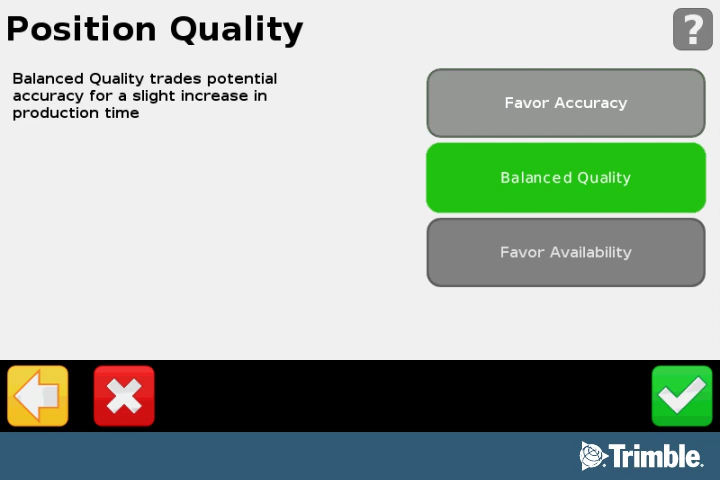 Position Quality
?
Balanced Quality trades potential
accuracy for a slight increase in
production time
Favor Accuracy
Balanced Quality
Favor Availability
Trimble.